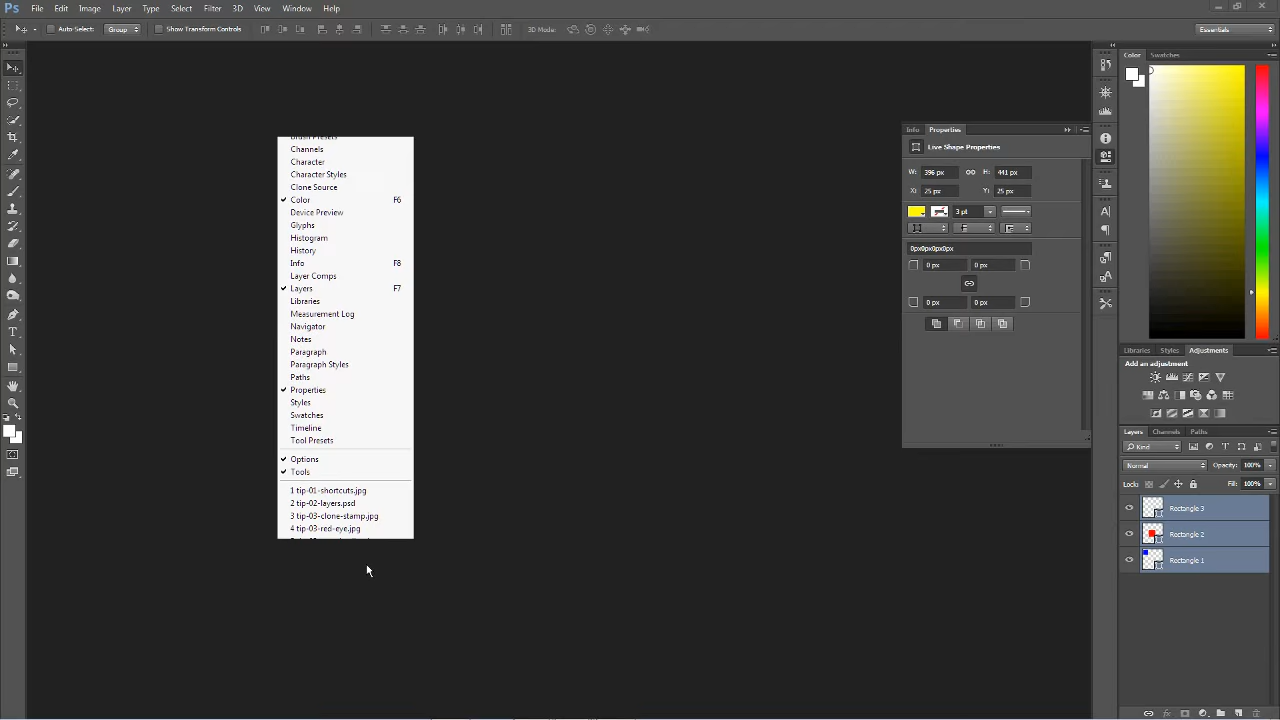 Ps File Edit Image Layer Type Select Filter 3D View Window Help
Auto-Select: Group Show Transform Controls 3D Mode: Essentials
Brush Presets
Channels
Character
Character Styles
Clone Source
Color F6
Device Preview
Glyphs
Histogram
History
Info F8
Layer Comps
Layers F7
Libraries
Measurement Log
Navigator
Notes
Paragraph
Paragraph Styles
Paths
Properties
Styles
Swatches
Timeline
Tool Presets
Options
Tools
1 tip-01-shortcuts.jpg
2 tip-02-layers.psd
3 tip-03-clone-stamp.jpg
4 tip-03-red-eye.jpg
Info Properties
Live Shape Properties
W: 396 px H: 441 px
X: 25 px Y: 25 px
3 pt
0px0px0px0px
0 px 0 px
0 px 0 px
Color Swatches
Libraries Styles Adjustments
Add an adjustment
Layers Channels Paths
Kind
Normal Opacity: 100%
Lock: Fill: 100%
Rectangle 3
Rectangle 2
Rectangle 1